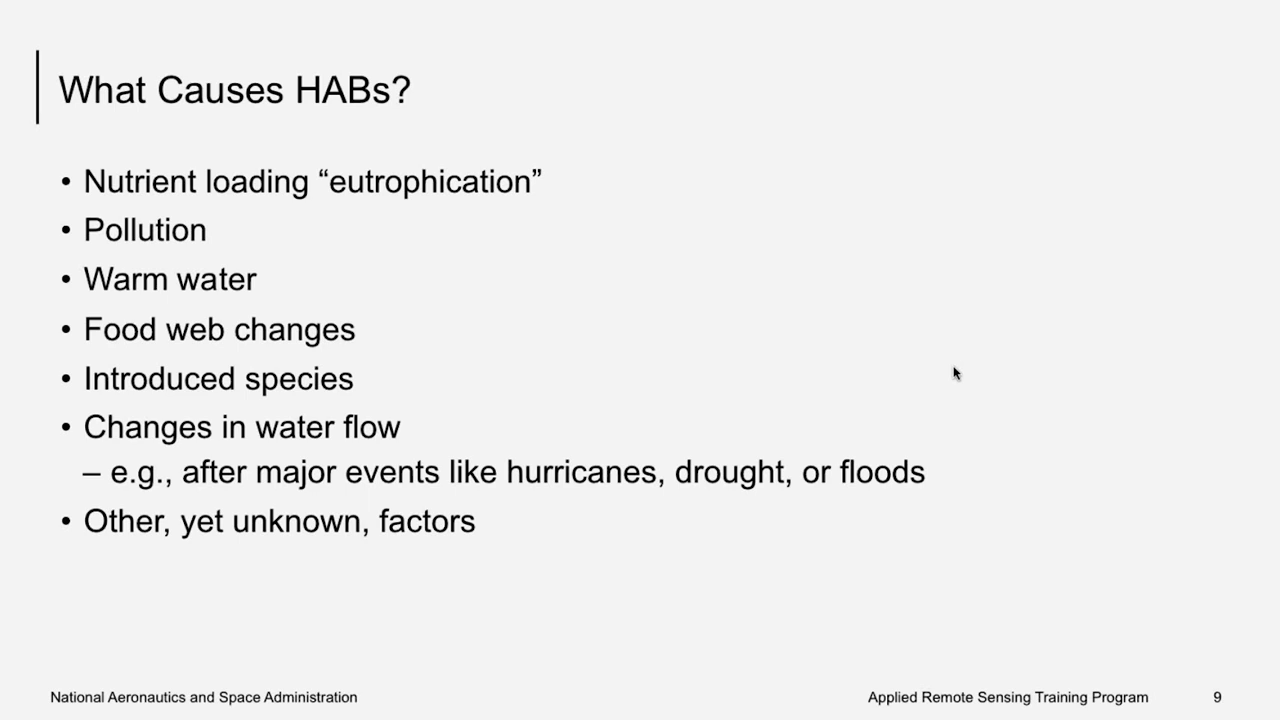 What Causes HABs?
• Nutrient loading “eutrophication”
• Pollution
• Warm water
• Food web changes
• Introduced species
• Changes in water flow
– e.g., after major events like hurricanes, drought, or floods
• Other, yet unknown, factors
National Aeronautics and Space Administration
Applied Remote Sensing Training Program
9